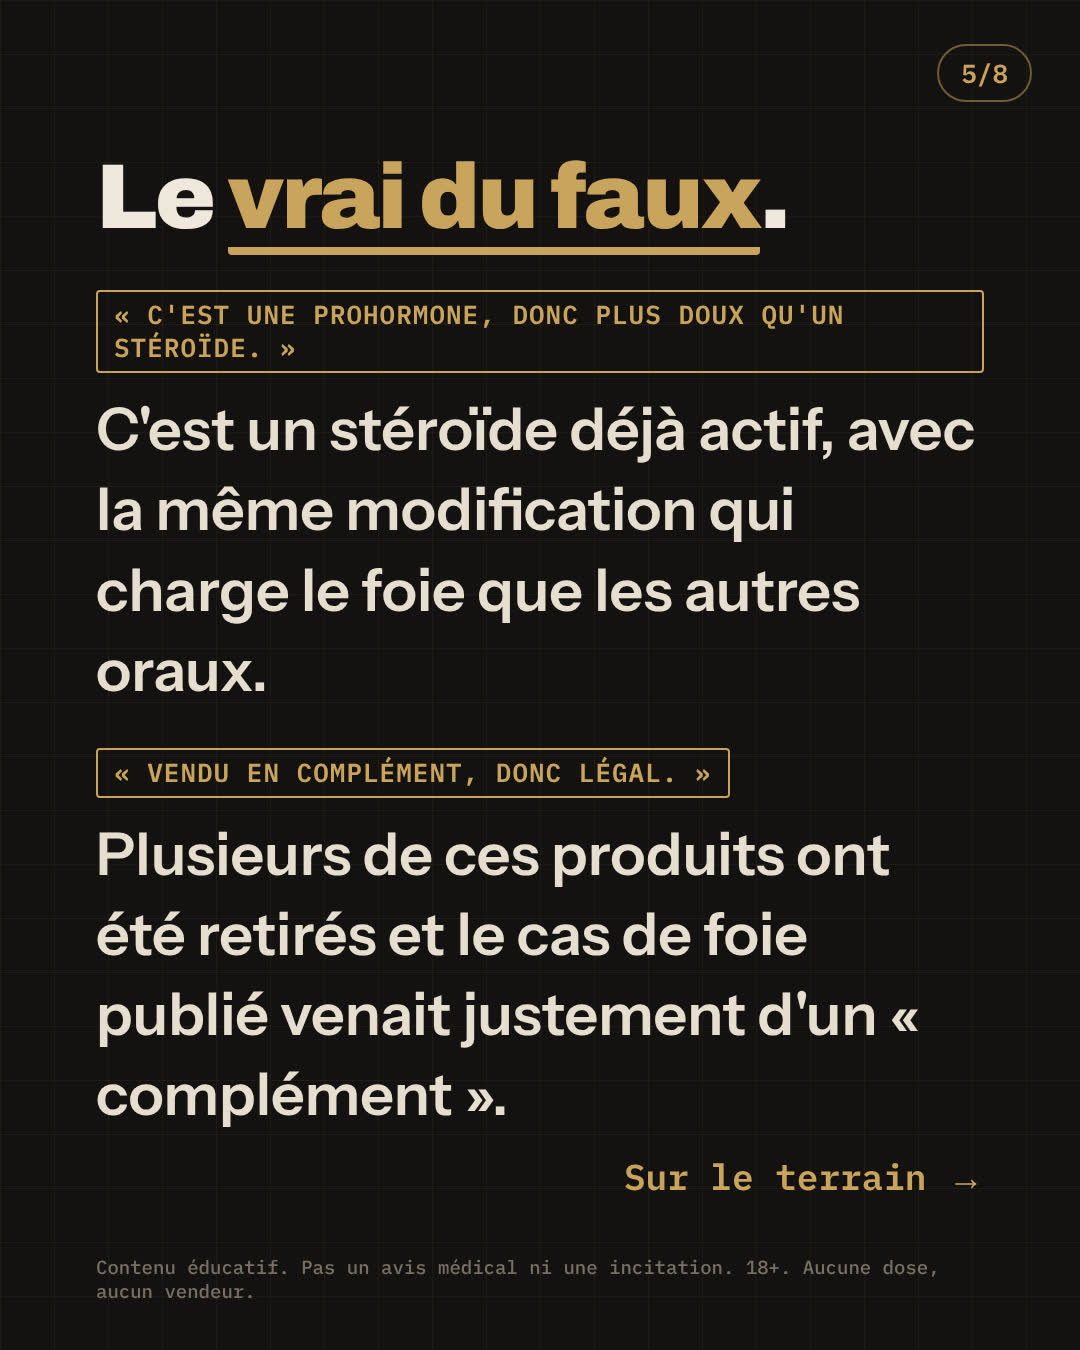 5/8
Le vrai du faux.
« C'EST UNE PROHORMONE, DONC PLUS DOUX QU'UN
STÉROÏDE. »
C'est un stéroïde déjà actif, avec
la même modification qui
charge le foie que les autres
oraux.
« VENDU EN COMPLÉMENT, DONC LÉGAL. »
Plusieurs de ces produits ont
été retirés et le cas de foie
publié venait justement d'un «
complément ».
Sur le terrain →
Contenu éducatif. Pas un avis médical ni une incitation. 18+. Aucune dose,
aucun vendeur.